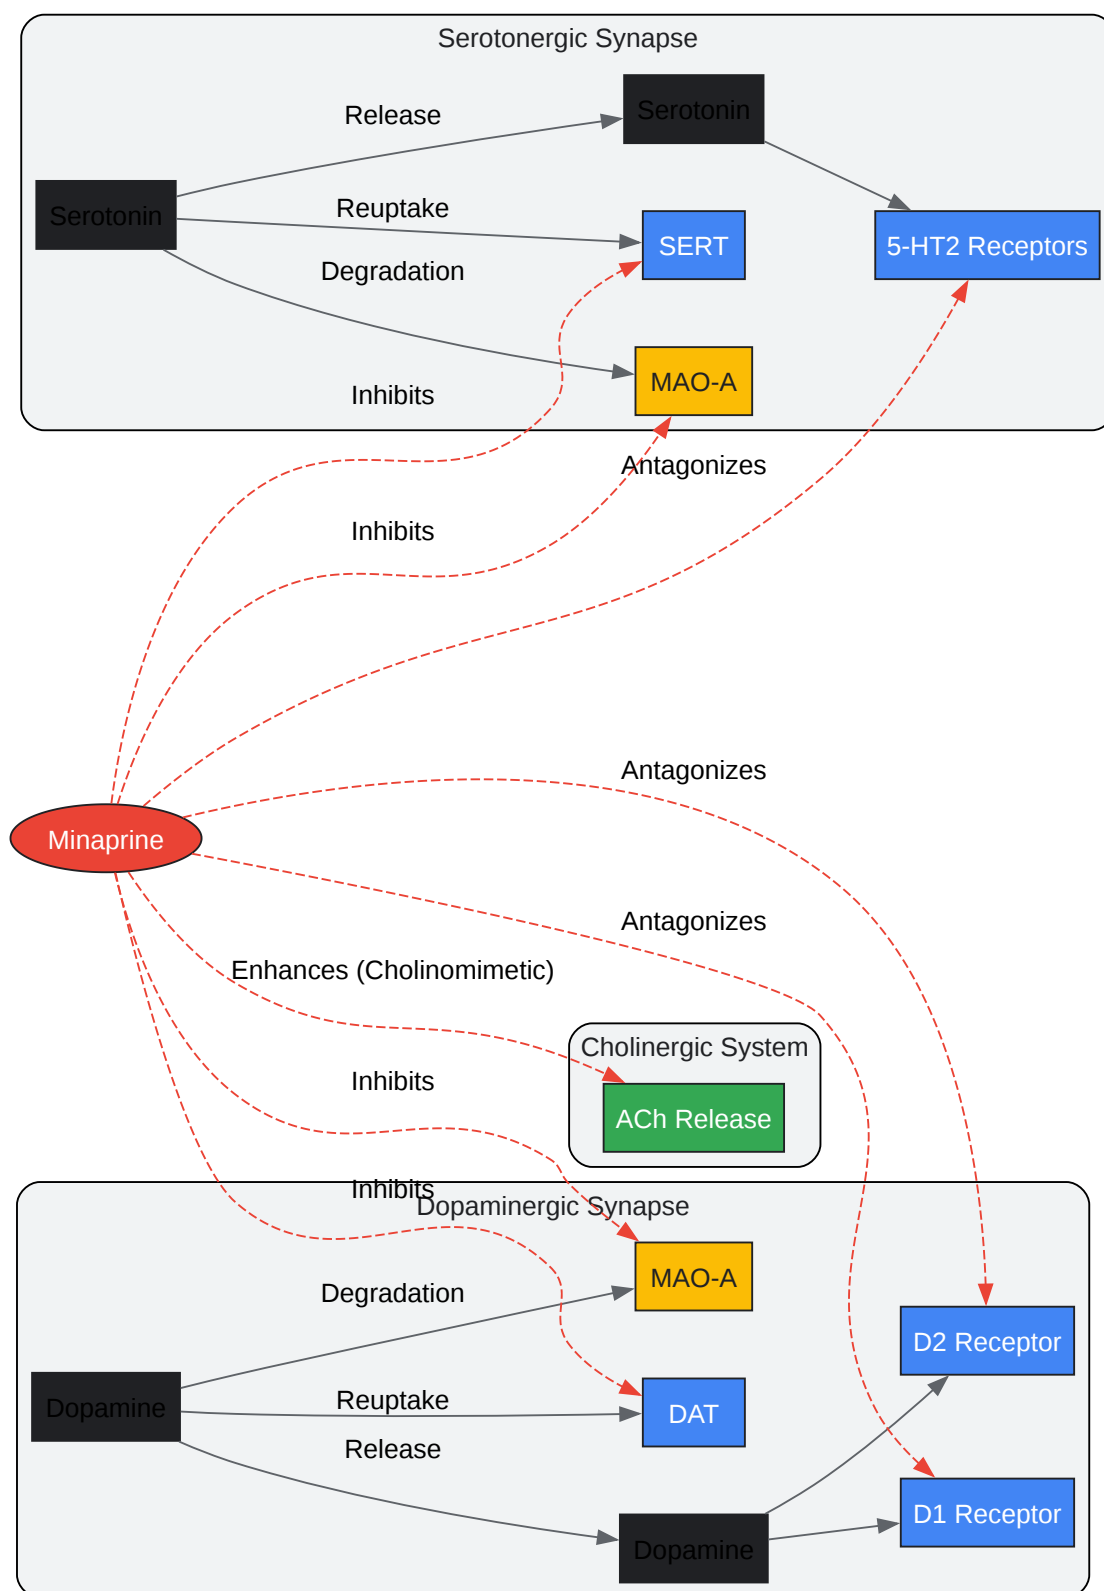 Serotonergic Synapse
Release
Serotonin
Serotonin
Reuptake
SERT
5-HT2 Receptors
Degradation
MAO-A
Inhibits
Antagonizes
Inhibits
Antagonizes
Minaprine
Antagonizes
Enhances (Cholinomimetic)
Cholinergic System
Inhibits
ACh Release
Inhibits
Dopaminergic Synapse
MAO-A
Degradation
D2 Receptor
Dopamine
Reuptake
DAT
Release
D1 Receptor
Dopamine